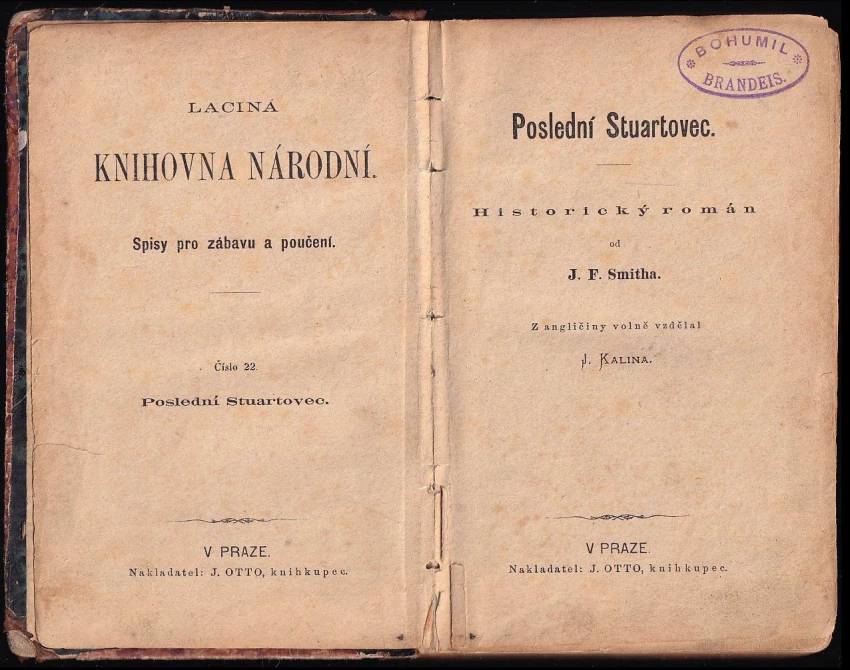 LACINÁ
KNIHOVNA NÁRODNÍ.
Spisy pro zábavu a poučení.
Číslo 22.
Poslední Stuartovec.
V PRAZE.
Nakladatel: J. OTTO, knihkupec.
BOHUMIL
BRANDEIS.
Poslední Stuartovec.
Historický román
od
J. F. Smitha.
Z angličiny volně vzdělal
J. KALINA.
V PRAZE.
Nakladatel: J. OTTO, knihkupec.